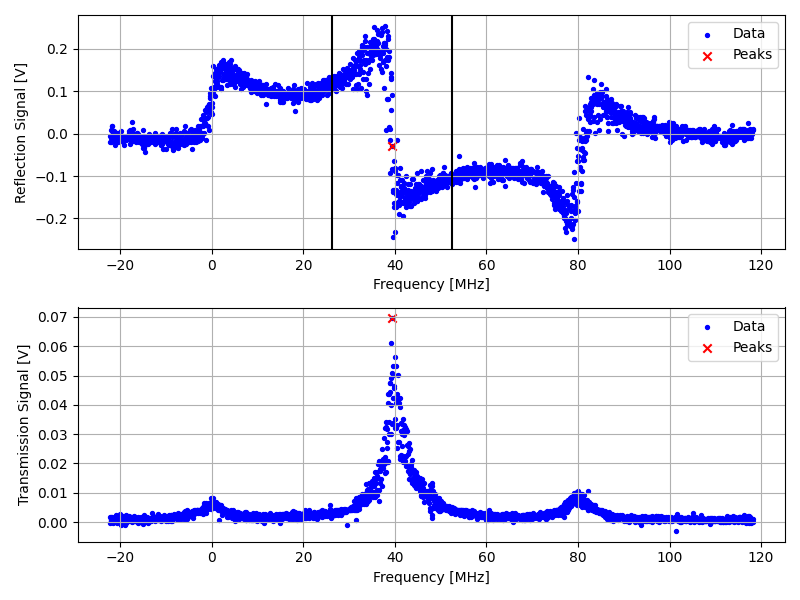 Reflection Signal [V]
0.2
0.1
0.0
−0.1
−0.2
Data
Peaks
−20 0 20 40 60 80 100 120
Frequency [MHz]
Transmission Signal [V]
0.07
0.06
0.05
0.04
0.03
0.02
0.01
0.00
Data
Peaks
−20 0 20 40 60 80 100 120
Frequency [MHz]